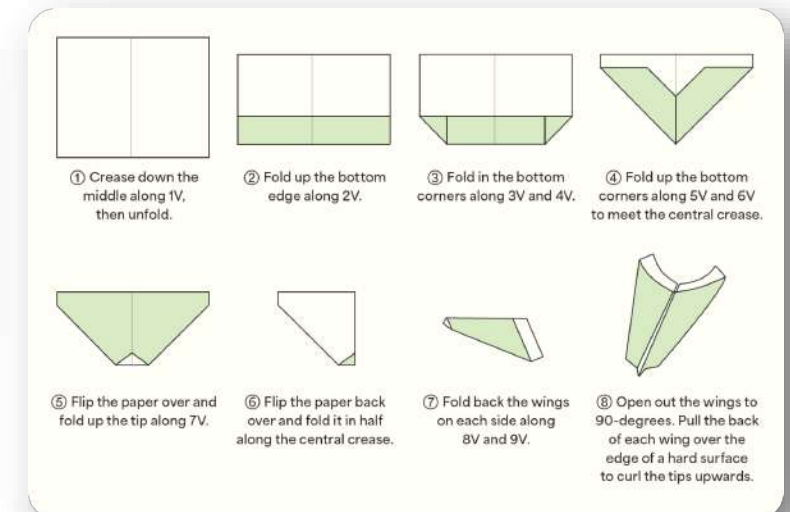 ① Crease down the
middle along 1V,
then unfold.
② Fold up the bottom
edge along 2V.
③ Fold in the bottom
corners along 3V and 4V.
④ Fold up the bottom
corners along 5V and 6V
to meet the central crease.
⑤ Flip the paper over and
fold up the tip along 7V.
⑥ Flip the paper back
over and fold it in half
along the central crease.
⑦ Fold back the wings
on each side along
8V and 9V.
⑧ Open out the wings to
90-degrees. Pull the back
of each wing over the
edge of a hard surface
to curl the tips upwards.